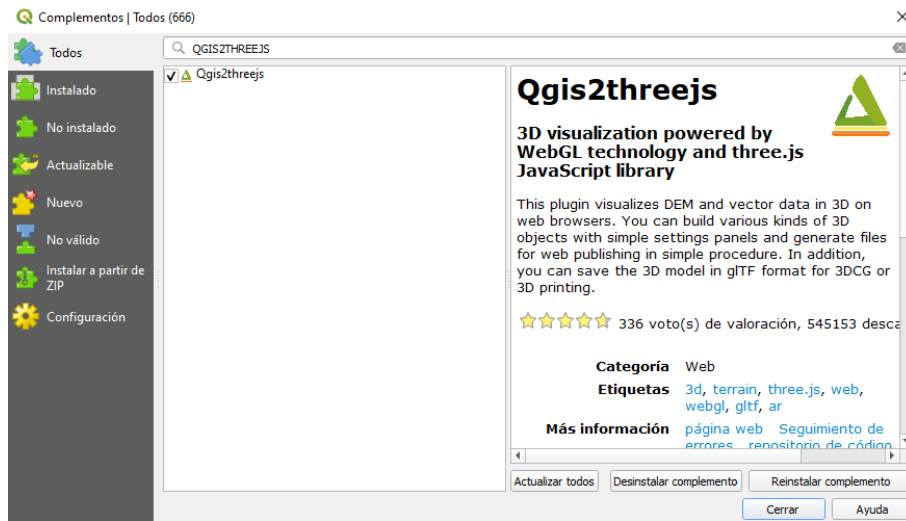 Complementos | Todos (666)
Todos
QGIS2THREEJS
Instalado
No instalado
Actualizable
Nuevo
No válido
Instalar a partir de
ZIP
Configuración
Qgis2threejs
Qgis2threejs
3D visualization powered by
WebGL technology and three.js
JavaScript library
This plugin visualizes DEM and vector data in 3D on
web browsers. You can build various kinds of 3D
objects with simple settings panels and generate files
for web publishing in simple procedure. In addition,
you can save the 3D model in glTF format for 3DCG or
3D printing.
336 voto(s) de valoración, 545153 desca
Categoría Web
Etiquetas 3d, terrain, three.js, web,
webgl, gltf, ar
Más información página web Seguimiento de
errores repositorio de código
Actualizar todos Desinstalar complemento Reinstalar complemento
Cerrar Ayuda